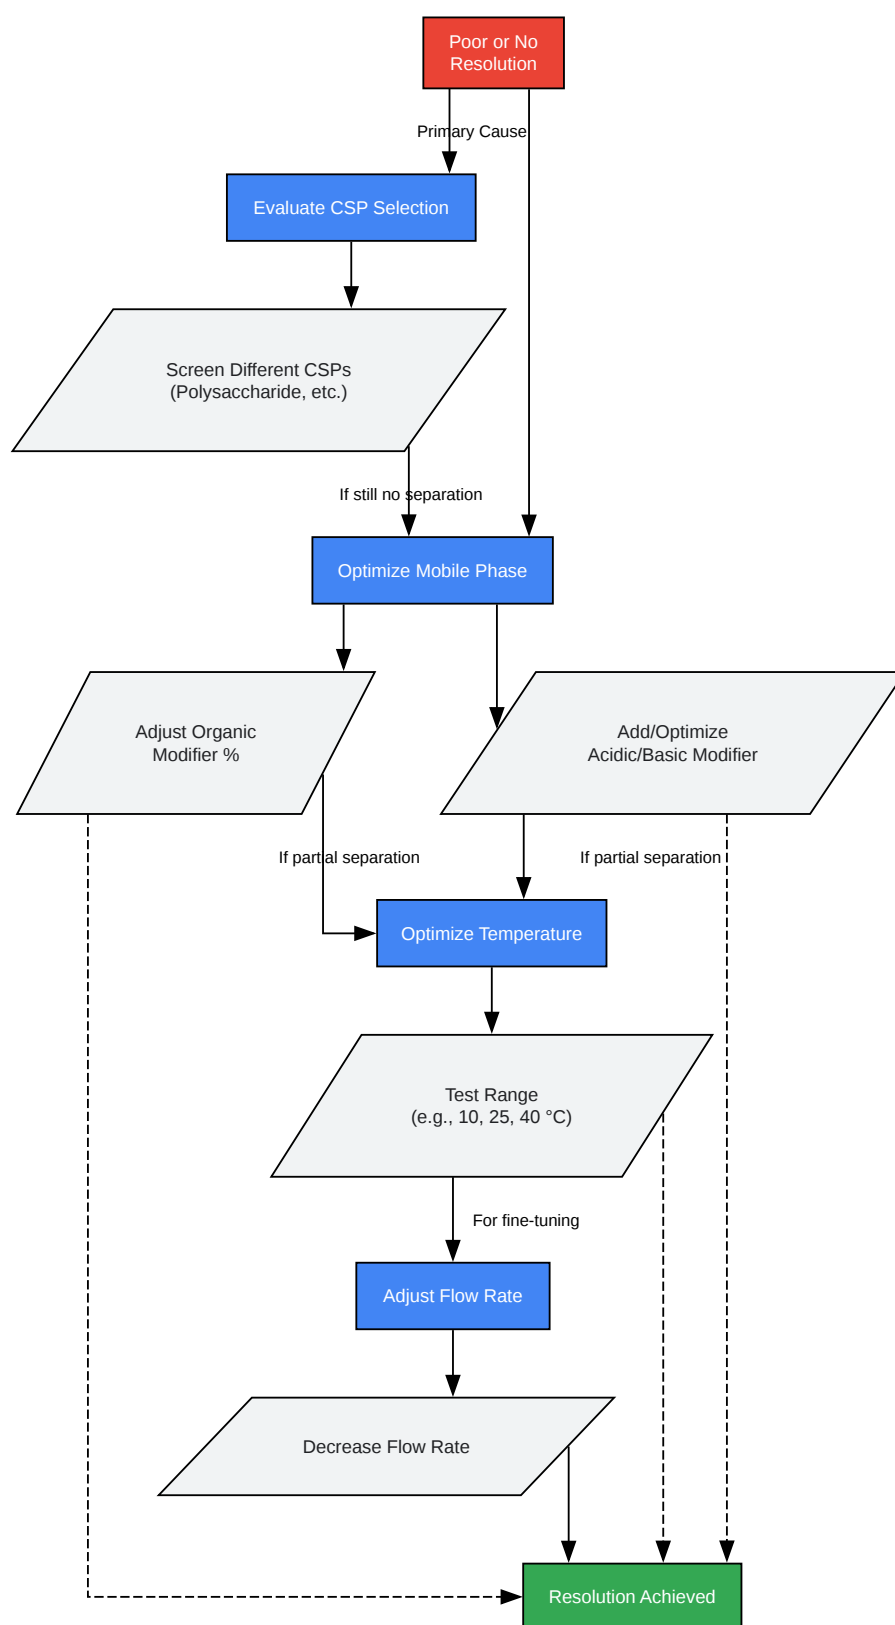 Poor or No
Resolution
Primary Cause
Evaluate CSP Selection
Screen Different CSPs
(Polysaccharide, etc.)
If still no separation
Optimize Mobile Phase
Adjust Organic
Modifier %
Add/Optimize
Acidic/Basic Modifier
If partial separation
If partial separation
Optimize Temperature
Test Range
(e.g., 10, 25, 40 °C)
For fine-tuning
Adjust Flow Rate
Decrease Flow Rate
Resolution Achieved